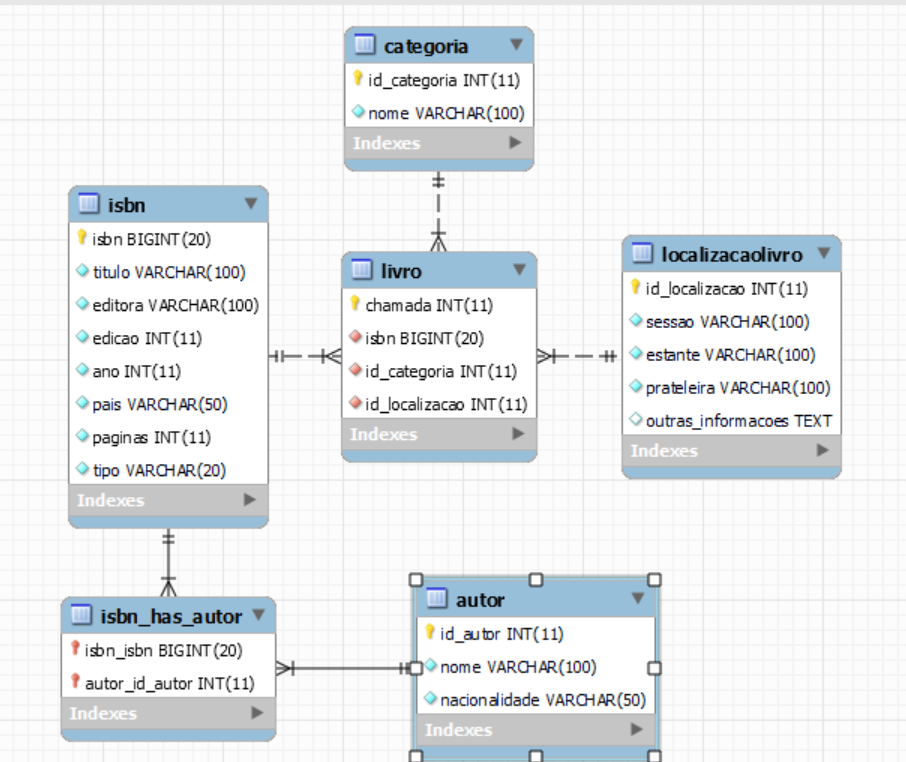 categoria
id_categoria INT(11)
nome VARCHAR(100)
Indexes
isbn
isbn BIGINT(20)
titulo VARCHAR(100)
editora VARCHAR(100)
edicao INT(11)
ano INT(11)
pais VARCHAR(50)
paginas INT(11)
tipo VARCHAR(20)
Indexes
livro
chamada INT(11)
isbn BIGINT(20)
id_categoria INT(11)
id_localizacao INT(11)
Indexes
localizacaolivro
id_localizacao INT(11)
sessao VARCHAR(100)
estante VARCHAR(100)
prateleira VARCHAR(100)
outras_informacoes TEXT
Indexes
isbn_has_autor
isbn_isbn BIGINT(20)
autor_id_autor INT(11)
Indexes
autor
id_autor INT(11)
nome VARCHAR(100)
nacionalidade VARCHAR(50)
Indexes